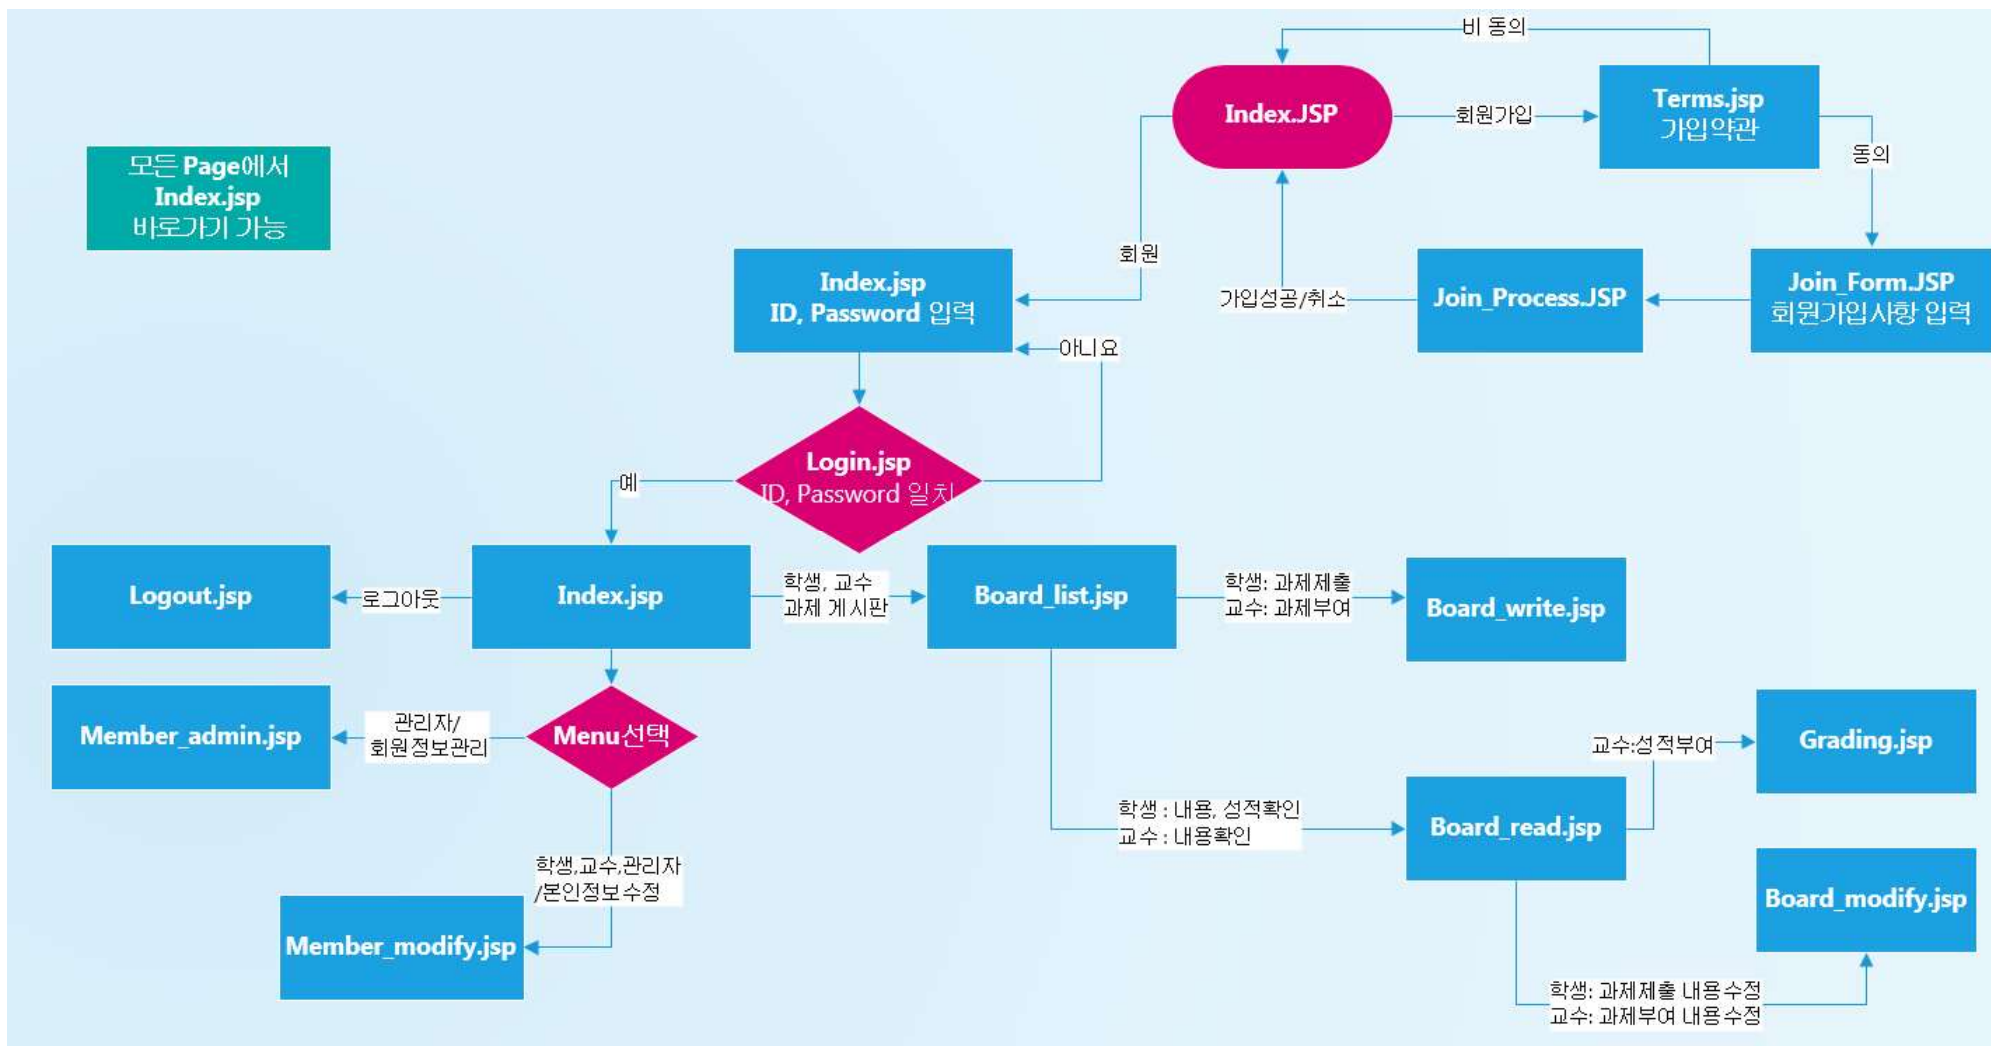 비 동의
Index.JSP
회원가입
Terms.jsp
가입약관
동의
모든 Page에서
Index.jsp
바로가기 가능
회원
Index.jsp
ID, Password 입력
가입성공/취소
Join_Process.JSP
Join_Form.JSP
회원가입사항 입력
아니요
Login.jsp
ID, Password 일치
예
Logout.jsp
로그아웃
Index.jsp
학생, 교수
과제 게시판
Board_list.jsp
학생: 과제제출
교수: 과제부여
Board_write.jsp
Member_admin.jsp
관리자/
회원정보관리
Menu선택
교수:성적부여
Grading.jsp
학생 : 내용, 성적확인
교수 : 내용확인
Board_read.jsp
학생,교수,관리자
/본인정보수정
Member_modify.jsp
Board_modify.jsp
학생: 과제제출 내용수정
교수: 과제부여 내용수정